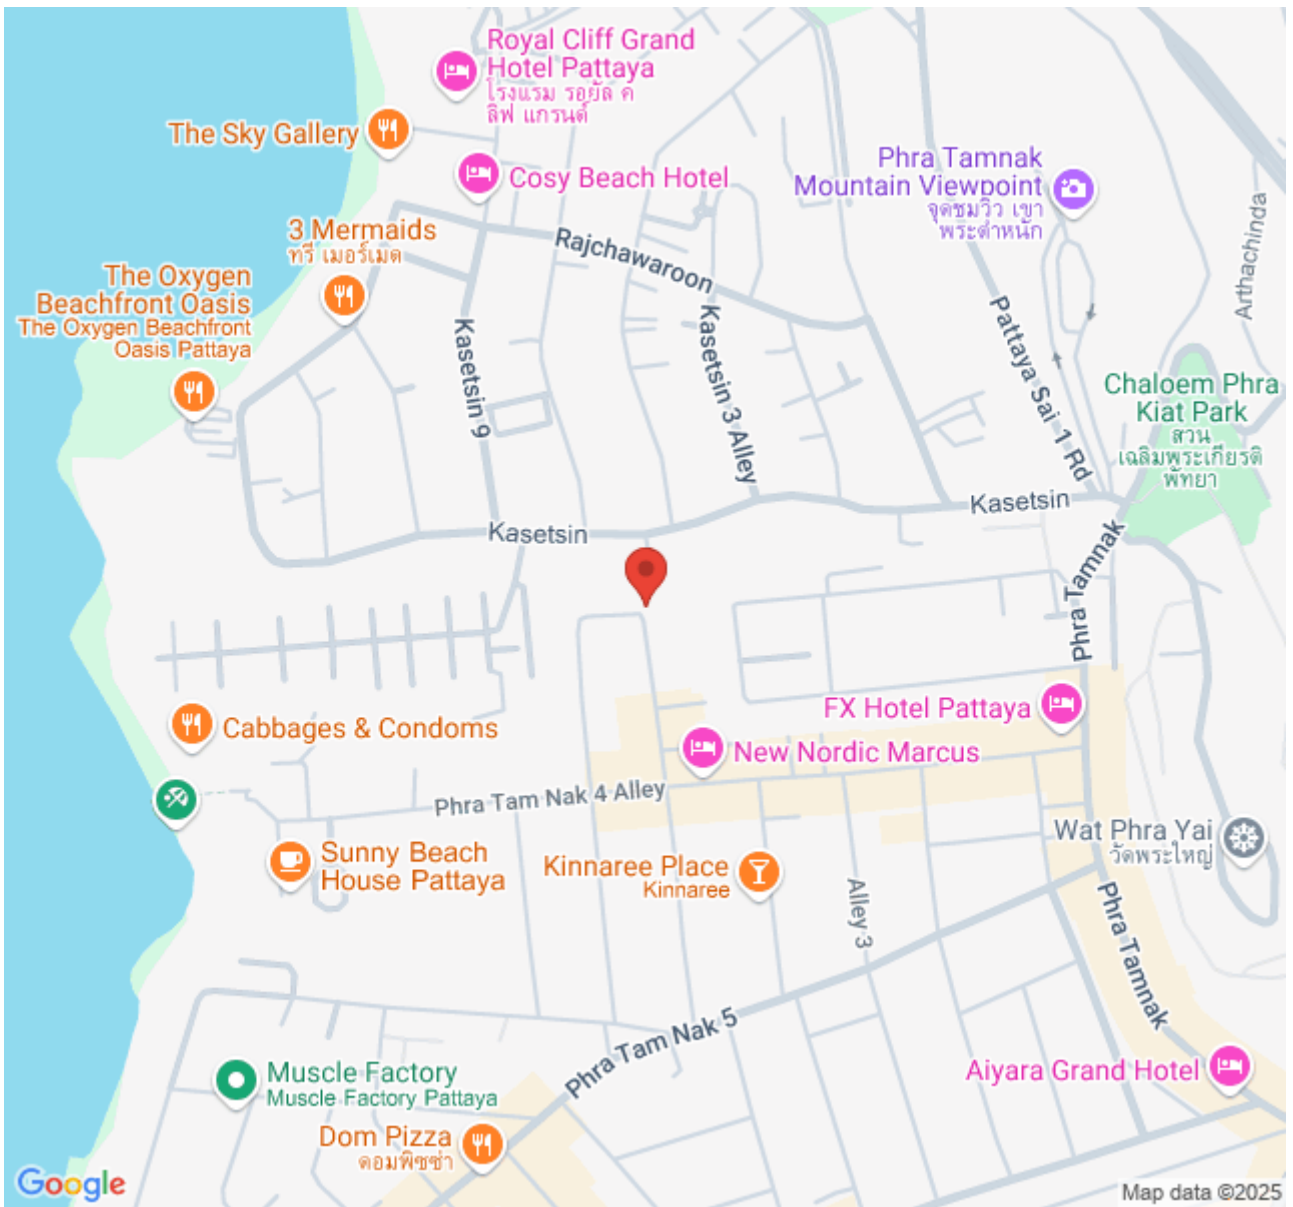 Royal Cliff Grand
Hotel Pattaya
โรงแรม รอยัล ค
ลิฟ แกรนด์
The Sky Gallery
Cosy Beach Hotel
Phra Tamnak
Mountain Viewpoint
จุดชมวิว เขา
พระตำหนัก
3 Mermaids
ทรี เมอร์เมด
Rajchawaroon
Arthachinda
The Oxygen
Beachfront Oasis
The Oxygen Beachfront
Oasis Pattaya
Kasetsin 9
Kasetsin 3 Alley
Pattaya Sai 1 Rd
Chaloem Phra
Kiat Park
สวน
เฉลิมพระเกียรติ
พัทยา
Kasetsin
Kasetsin
Phra Tamnak
FX Hotel Pattaya
Cabbages & Condoms
New Nordic Marcus
Phra Tam Nak 4 Alley
Wat Phra Yai
วัดพระใหญ่
Sunny Beach
House Pattaya
Kinnaree Place
Kinnaree
Alley 3
Phra Tamnak
Phra Tam Nak 5
Muscle Factory
Muscle Factory Pattaya
Aiyara Grand Hotel
Dom Pizza
ดอมพิซซ่า
Google
Map data ©2025